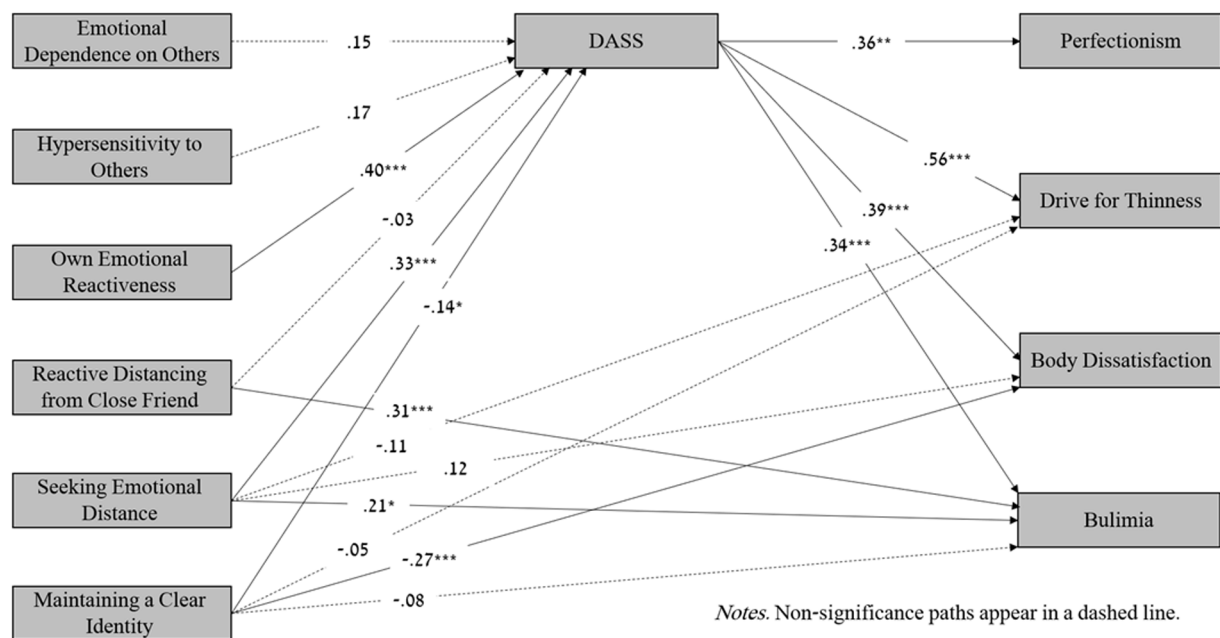 Emotional
Dependence on Others
Hypersensitivity to
Others
Own Emotional
Reactiveness
Reactive Distancing
from Close Friend
Seeking Emotional
Distance
Maintaining a Clear
Identity
DASS
Perfectionism
Drive for Thinness
Body Dissatisfaction
Bulimia
.15
.17
.40***
-.03
.33***
-.14*
.31***
-.11
.12
.21*
-.05
-.27***
-.08
.36**
.56***
.39***
.34***
Notes. Non-significance paths appear in a dashed line.